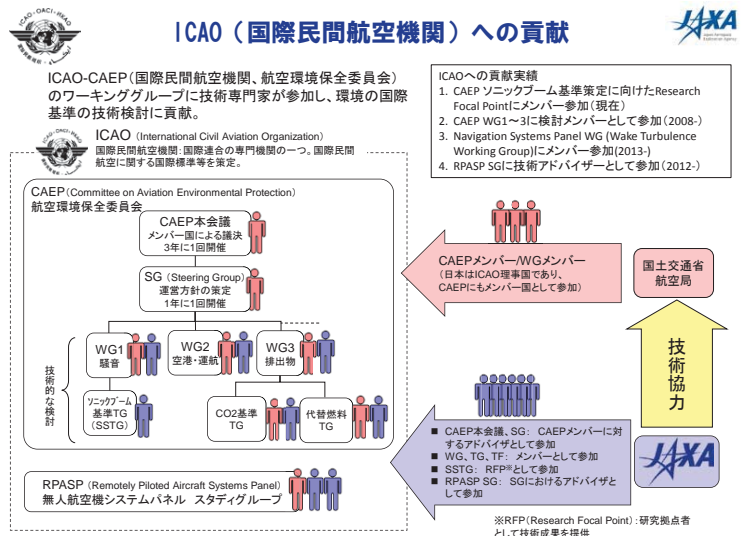 ICAO・OACI・ИКАО
ICAO（国際民間航空機関）への貢献
JAXA
Japan Aerospace Exploration Agency
ICAO-CAEP(国際民間航空機関、航空環境保全委員会)
のワーキンググループに技術専門家が参加し、環境の国際
基準の技術検討に貢献。
ICAOへの貢献実績
1. CAEP ソニックブーム基準策定に向けたResearch
Focal Pointにメンバー参加（現在）
2. CAEP WG1～3に検討メンバーとして参加(2008-)
3. Navigation Systems Panel WG (Wake Turbulence
Working Group)にメンバー参加(2013-)
4. RPASP SGに技術アドバイザーとして参加(2012-)
ICAO（International Civil Aviation Organization）
国際民間航空機関：国際連合の専門機関の一つ。国際民間
航空に関する国際標準等を策定。
CAEP(Committee on Aviation Environmental Protection)
航空環境保全委員会
CAEP本会議
メンバー国による議決
3年に1回開催
SG（Steering Group）
運営方針の策定
1年に1回開催
WG1
騒音
WG2
空港・運航
WG3
排出物
技術的な検討
ソニックブーム
基準TG
(SSTG)
CO2基準
TG
代替燃料
TG
RPASP（Remotely Piloted Aircraft Systems Panel）
無人航空機システムパネル スタディグループ
CAEPメンバー/WGメンバー
(日本はICAO理事国であり、
CAEPにもメンバー国として参加)
国土交通省
航空局
技術協力
■ CAEP本会議、SG： CAEPメンバーに対
するアドバイザとして参加
■ WG、TG、TF： メンバーとして参加
■ SSTG： RFP※として参加
■ RPASP SG： SGにおけるアドバイザと
して参加
JAXA
※RFP(Research Focal Point)：研究拠点者
として技術成果を提供